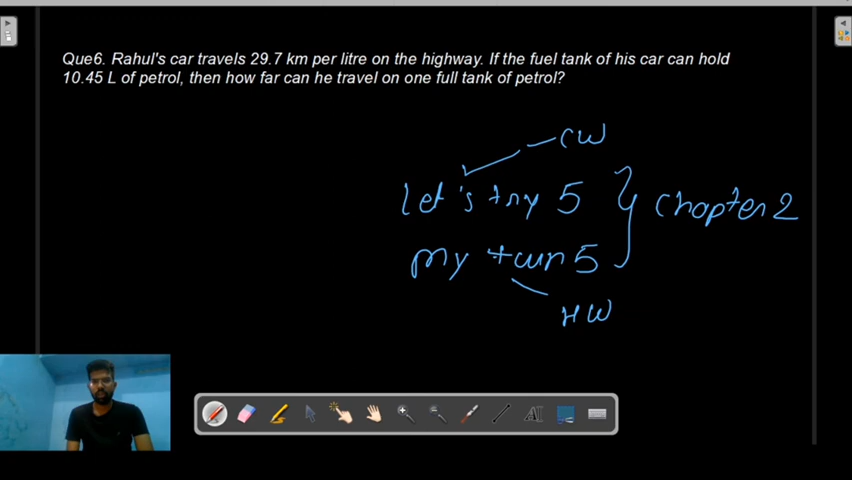 Que6. Rahul's car travels 29.7 km per litre on the highway. If the fuel tank of his car can hold
10.45 L of petrol, then how far can he travel on one full tank of petrol?
CW
let's try 5
Chapter 2
my turn 5
HW
AI